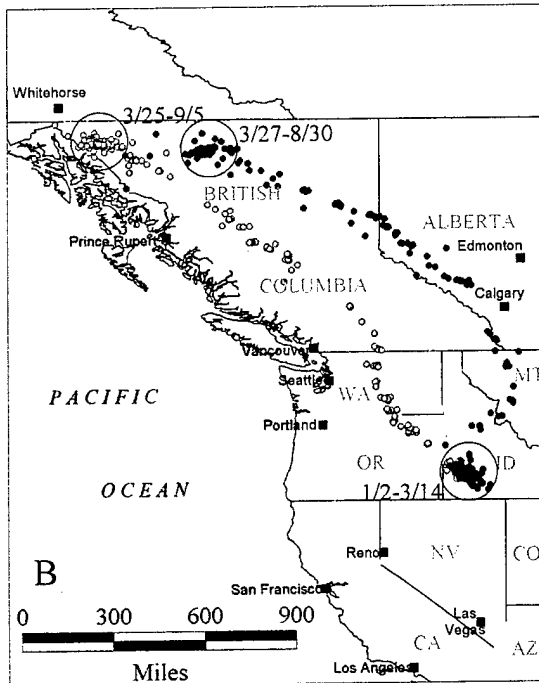 Whitehorse
3/25-9/5
3/27-8/30
BRITISH
ALBERTA
Prince Rupert
Edmonton
COLUMBIA
Calgary
Vancouver
Seattle
WA
MT
PACIFIC
Portland
OR
ID
OCEAN
1/2-3/14
Reno
NV
CO
B
San Francisco
0 300 600 900
Las
Vegas
CA
AZ
Miles
Los Angeles